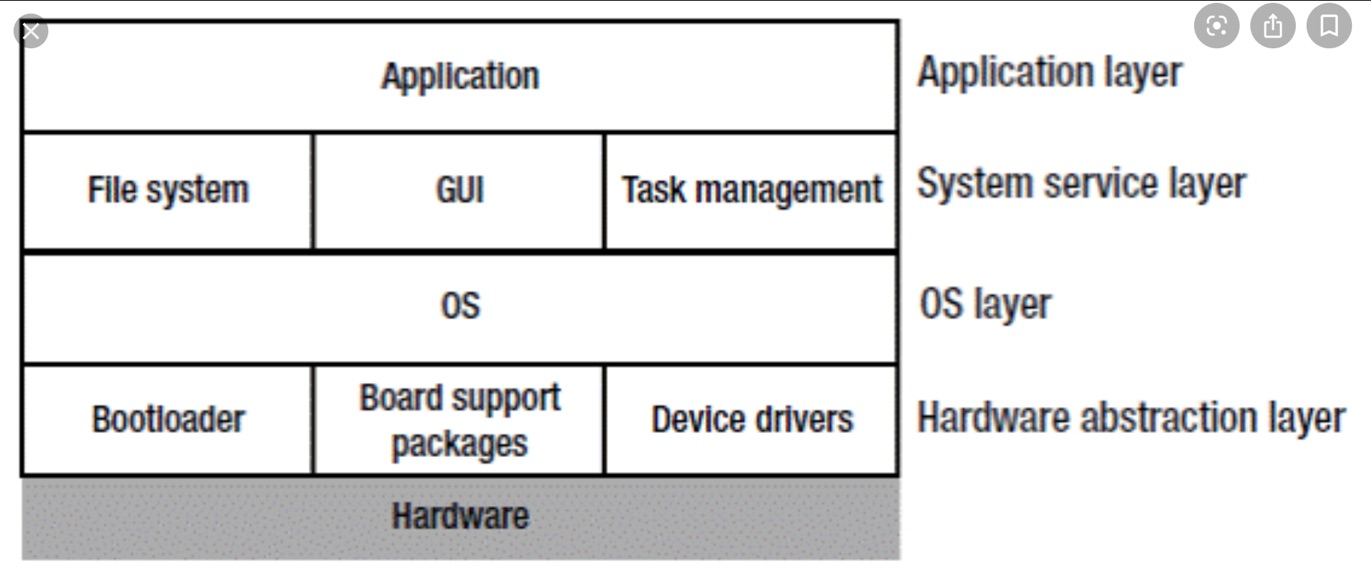 Application
Application layer
File system
GUI
Task management
System service layer
OS
OS layer
Bootloader
Board support
packages
Device drivers
Hardware abstraction layer
Hardware